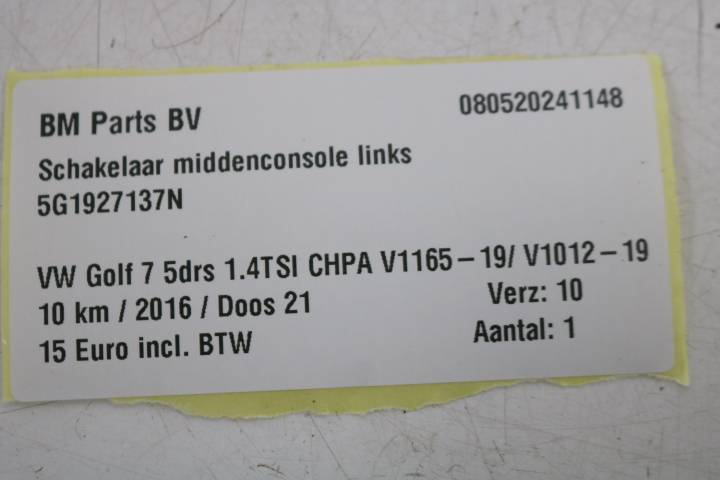 BM Parts BV 080520241148
Schakelaar middenconsole links
5G1927137N
VW Golf 7 5drs 1.4TSI CHPA V1165-19/ V1012-19
10 km / 2016 / Doos 21 Verz: 10
15 Euro incl. BTW Aantal: 1